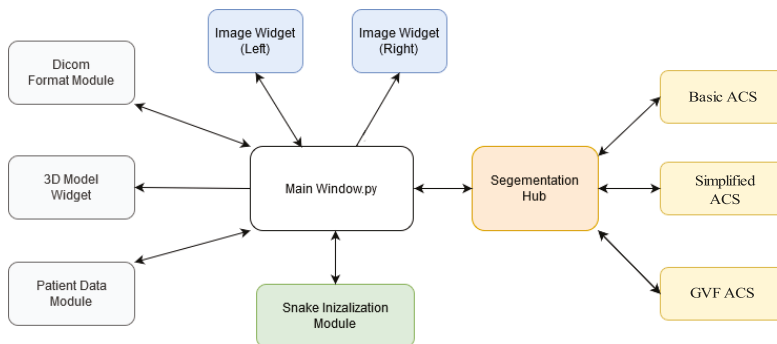 Image Widget
(Left)
Image Widget
(Right)
Dicom
Format Module
Basic ACS
3D Model
Widget
Main Window.py
Segementation
Hub
Simplified
ACS
Patient Data
Module
GVF ACS
Snake Inizalization
Module